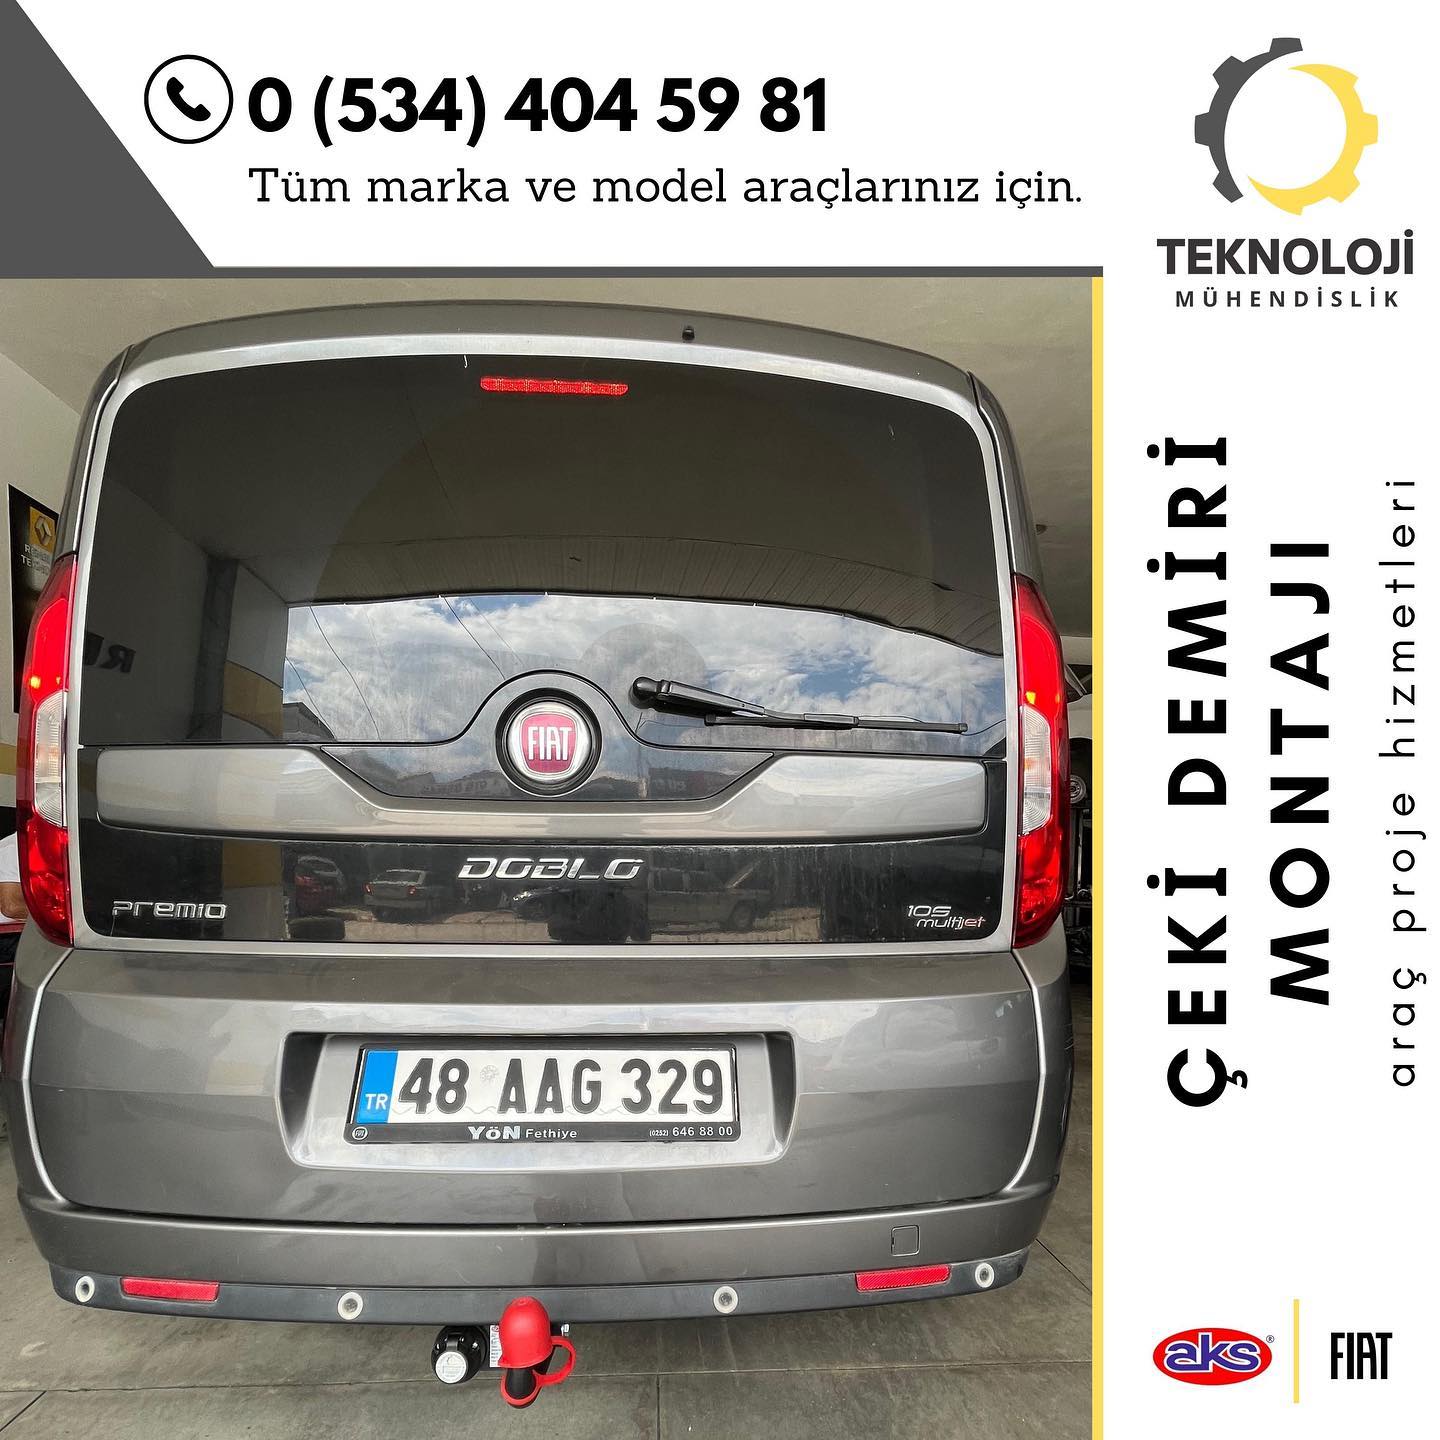 0 (534) 404 59 81
Tüm marka ve model araçlarınız için.
TEKNOLOJİ
MÜHENDİSLİK
ÇEKİ DEMİRİ
MONTAJI
araç proje hizmetleri
FIAT
DOBLO
Premio
105
multijet
TR
48 AAG 329
YÖN Fethiye
(0252) 646 88 00
aks®
FIAT